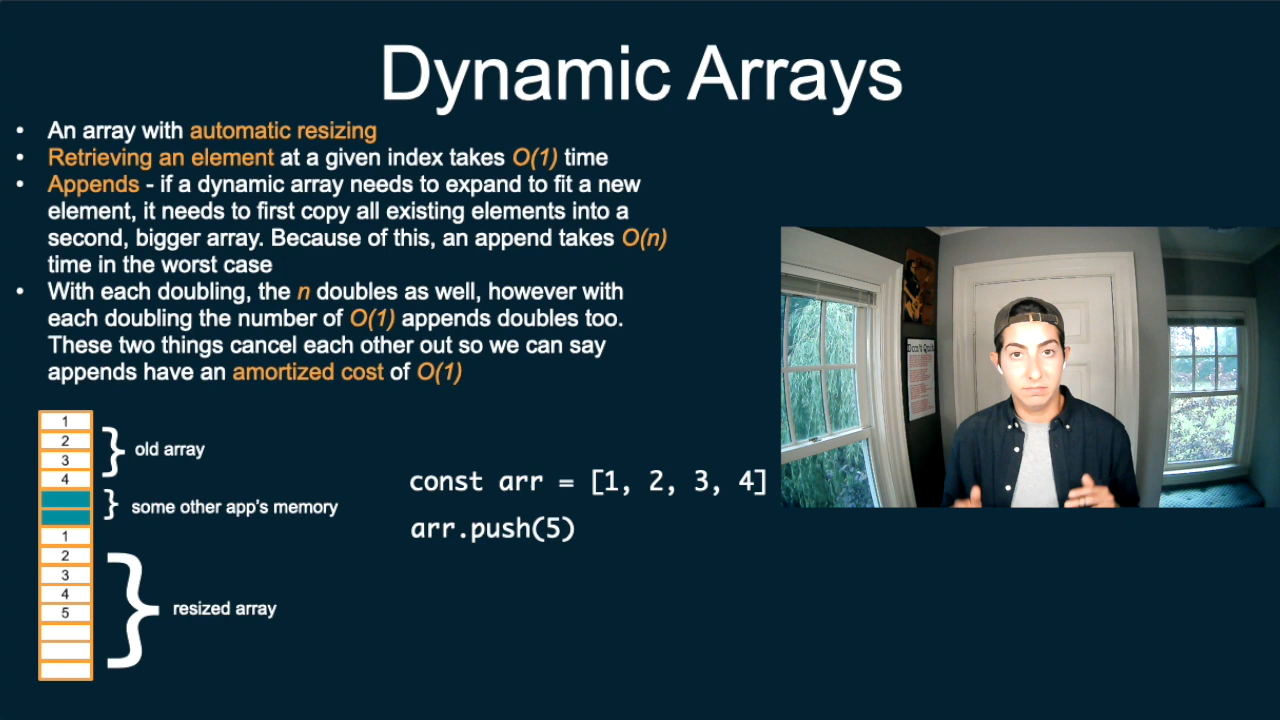 Dynamic Arrays
• An array with automatic resizing
• Retrieving an element at a given index takes O(1) time
• Appends - if a dynamic array needs to expand to fit a new
element, it needs to first copy all existing elements into a
second, bigger array. Because of this, an append takes O(n)
time in the worst case
• With each doubling, the n doubles as well, however with
each doubling the number of O(1) appends doubles too.
These two things cancel each other out so we can say
appends have an amortized cost of O(1)
1
2
3
4
old array
some other app's memory
1
2
3
4
5
resized array
const arr = [1, 2, 3, 4]
arr.push(5)
Don't Quit